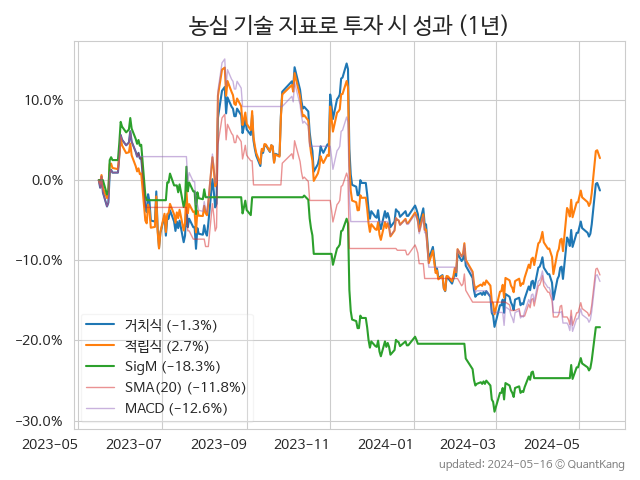 농심 기술 지표로 투자 시 성과 (1년)
10.0%
0.0%
−10.0%
−20.0%
−30.0%
거치식 (−1.3%)
적립식 (2.7%)
SigM (−18.3%)
SMA(20) (−11.8%)
MACD (−12.6%)
2023−05 2023−07 2023−09 2023−11 2024−01 2024−03 2024−05
updated: 2024−05−16 © QuantKang